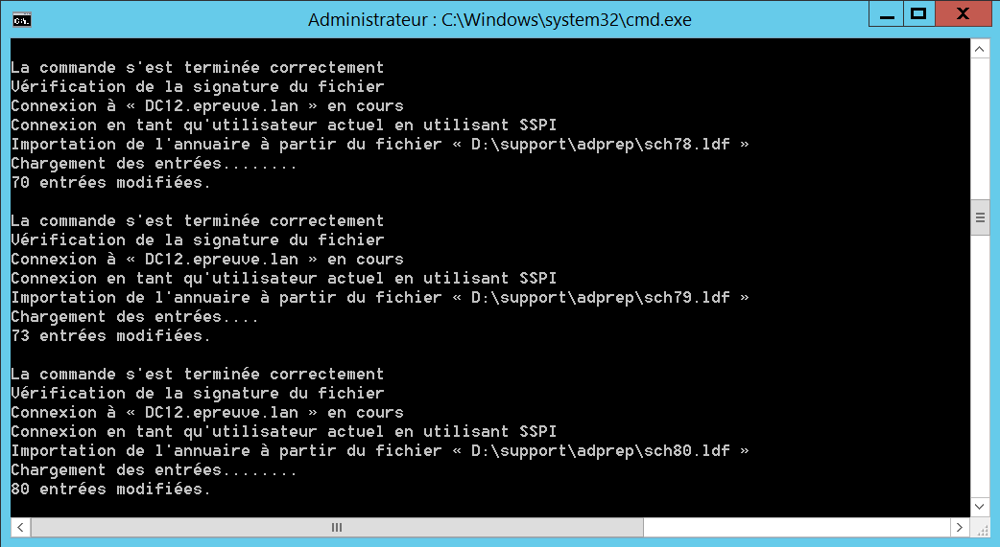 Administrateur : C:\Windows\system32\cmd.exe
La commande s'est terminée correctement
Vérification de la signature du fichier
Connexion à « DC12.epreuve.lan » en cours
Connexion en tant qu'utilisateur actuel en utilisant SSPI
Importation de l'annuaire à partir du fichier « D:\support\adprep\sch78.ldf »
Chargement des entrées........
70 entrées modifiées.
La commande s'est terminée correctement
Vérification de la signature du fichier
Connexion à « DC12.epreuve.lan » en cours
Connexion en tant qu'utilisateur actuel en utilisant SSPI
Importation de l'annuaire à partir du fichier « D:\support\adprep\sch79.ldf »
Chargement des entrées....
73 entrées modifiées.
La commande s'est terminée correctement
Vérification de la signature du fichier
Connexion à « DC12.epreuve.lan » en cours
Connexion en tant qu'utilisateur actuel en utilisant SSPI
Importation de l'annuaire à partir du fichier « D:\support\adprep\sch80.ldf »
Chargement des entrées........
80 entrées modifiées.